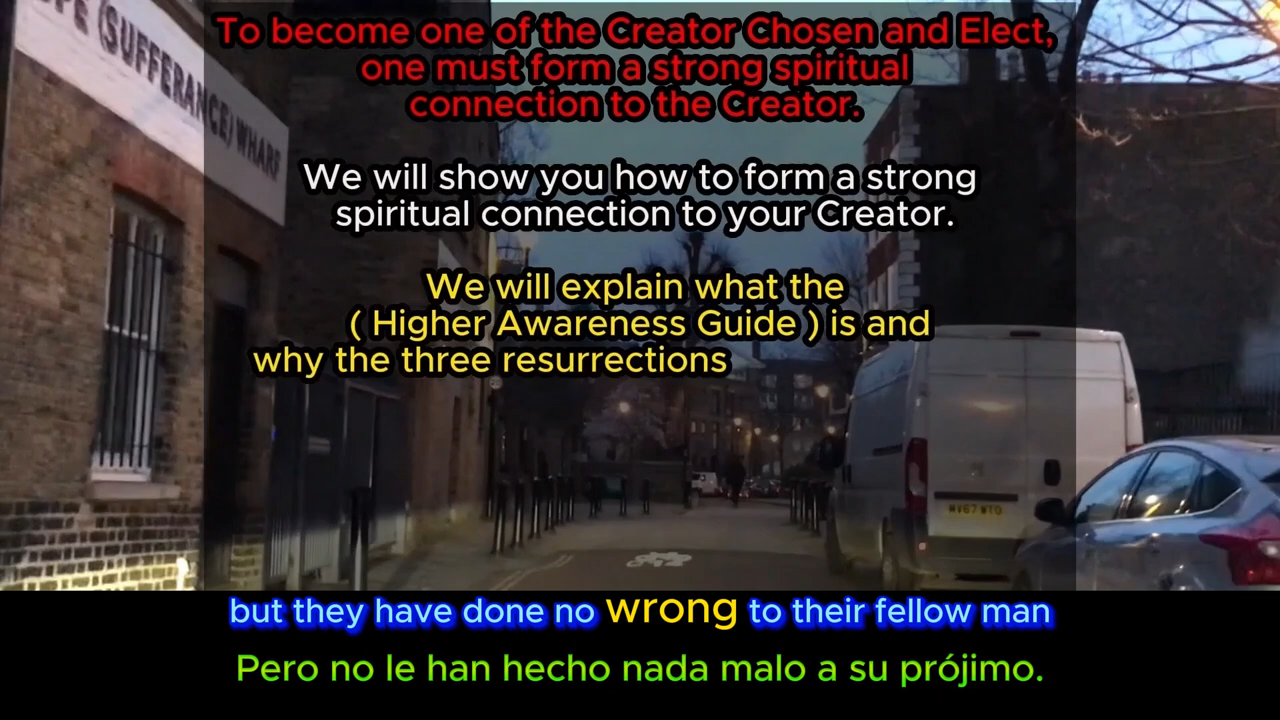 PE (SUFFERANCE) WHARF
To become one of the Creator Chosen and Elect,
one must form a strong spiritual
connection to the Creator.
We will show you how to form a strong
spiritual connection to your Creator.
We will explain what the
( Higher Awareness Guide ) is and
why the three resurrections
but they have done no wrong to their fellow man
Pero no le han hecho nada malo a su prójimo.